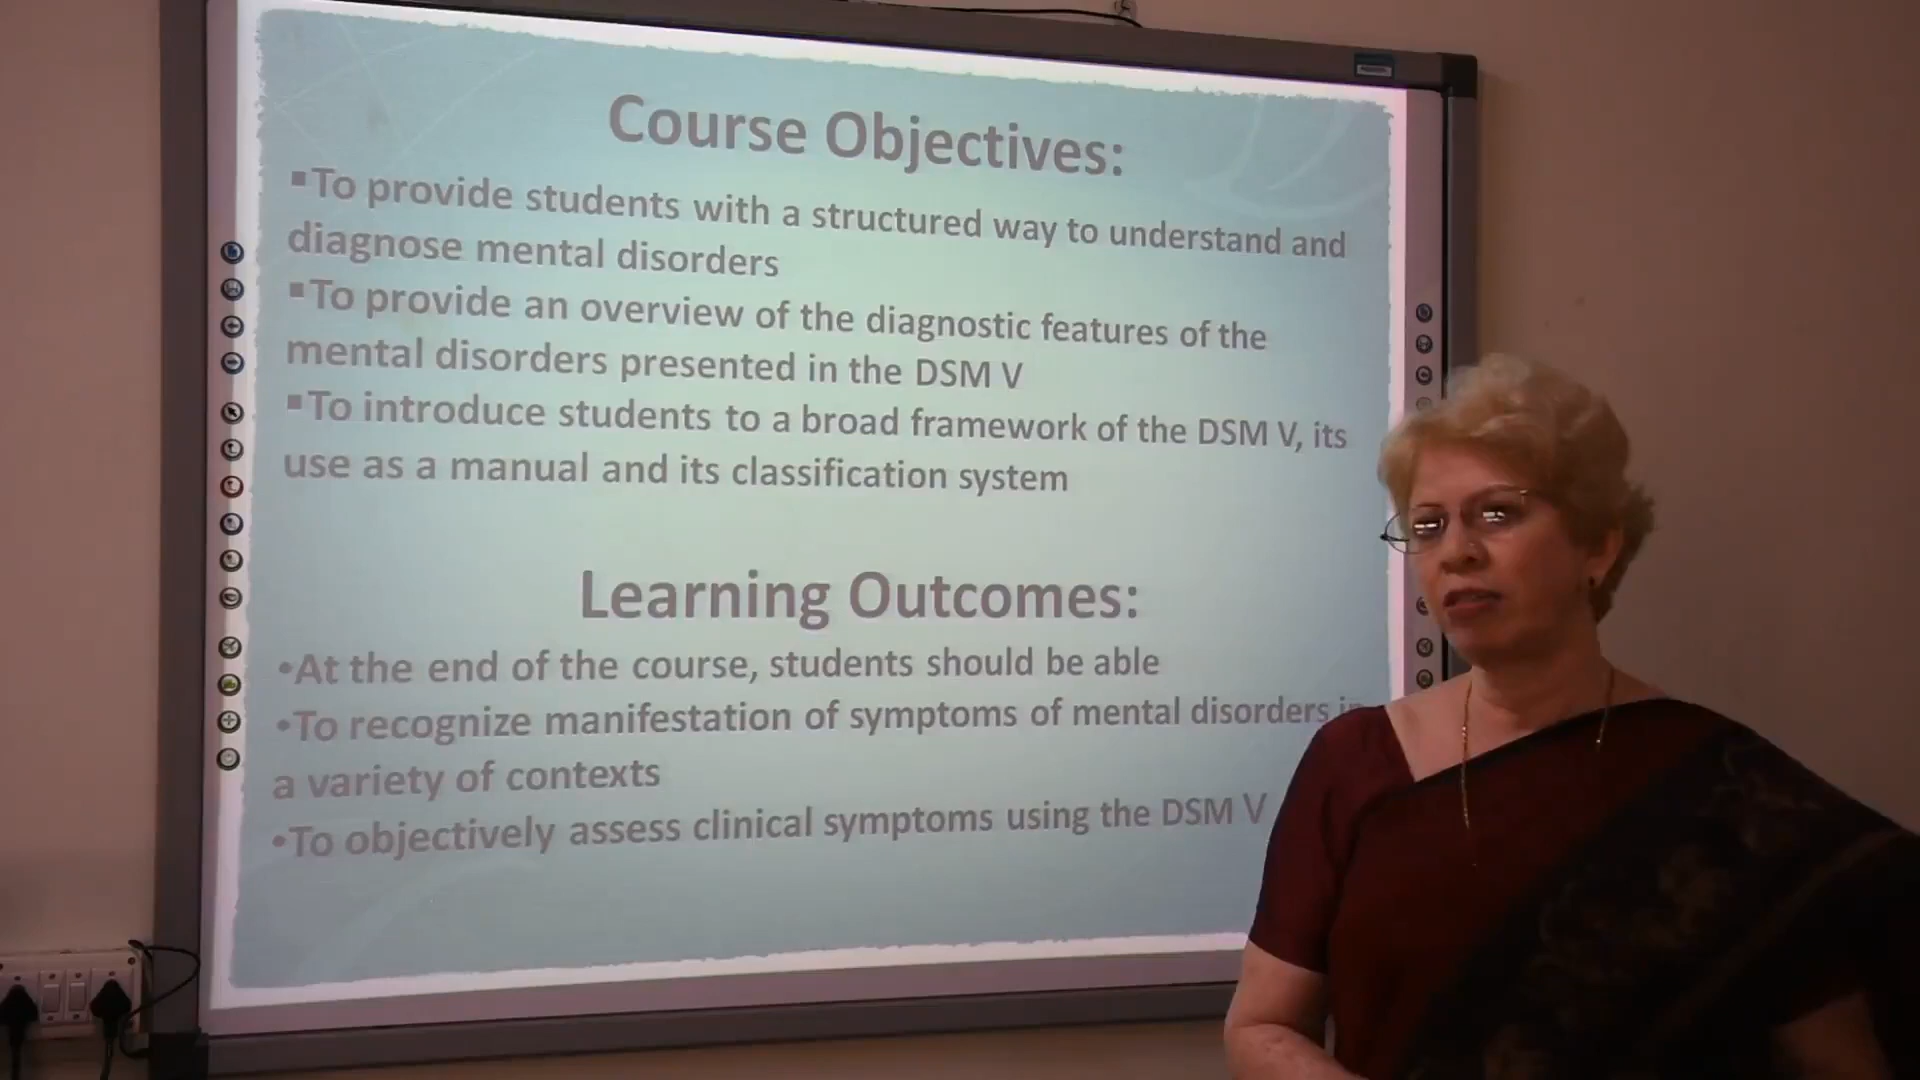 Course Objectives:
▪To provide students with a structured way to understand and
diagnose mental disorders
▪To provide an overview of the diagnostic features of the
mental disorders presented in the DSM V
▪To introduce students to a broad framework of the DSM V, its
use as a manual and its classification system
Learning Outcomes:
•At the end of the course, students should be able
•To recognize manifestation of symptoms of mental disorders in
a variety of contexts
•To objectively assess clinical symptoms using the DSM V